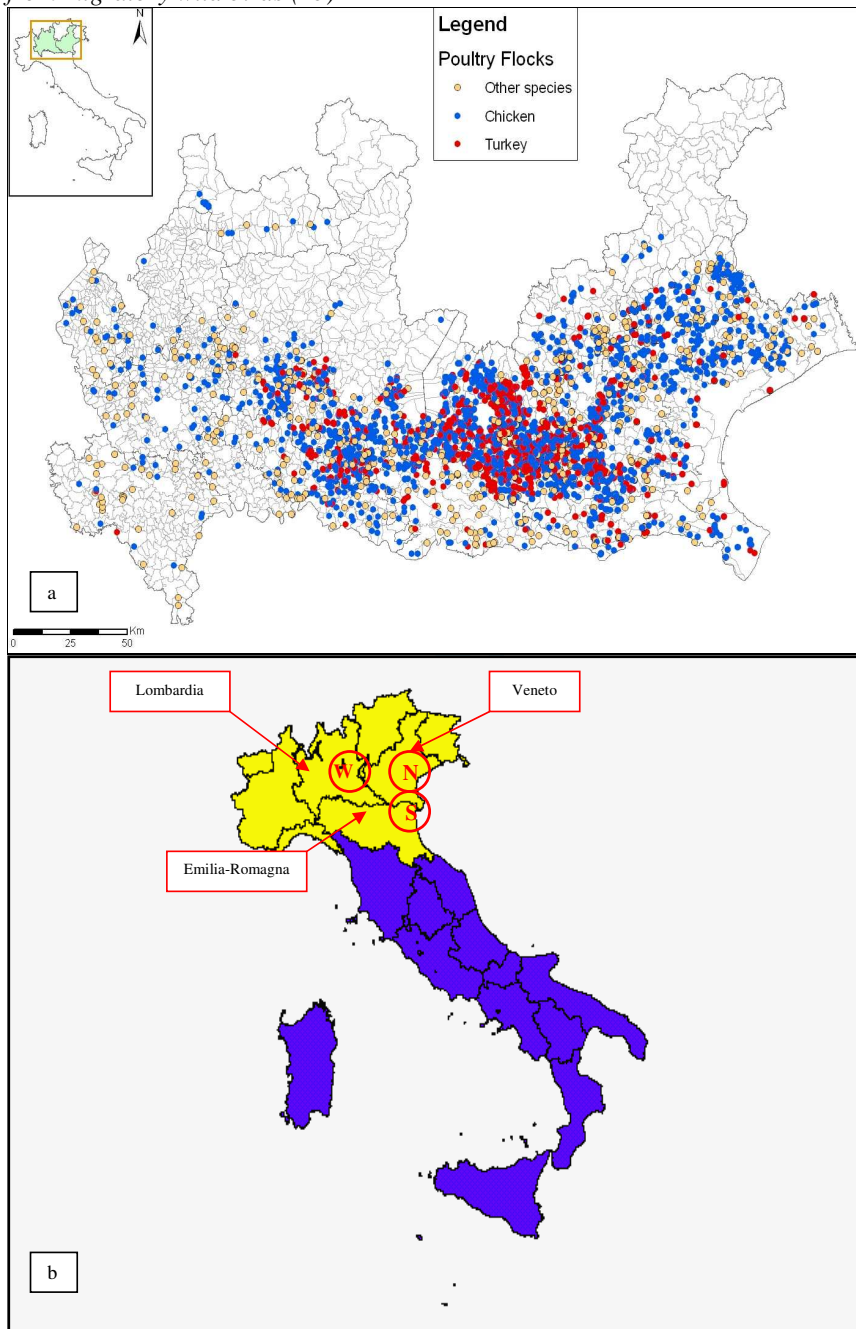 N
Legend
Poultry Flocks
Other species
Chicken
Turkey
a
Km
0 25 50
Lombardia
Veneto
W
N
S
Emilia-Romagna
b